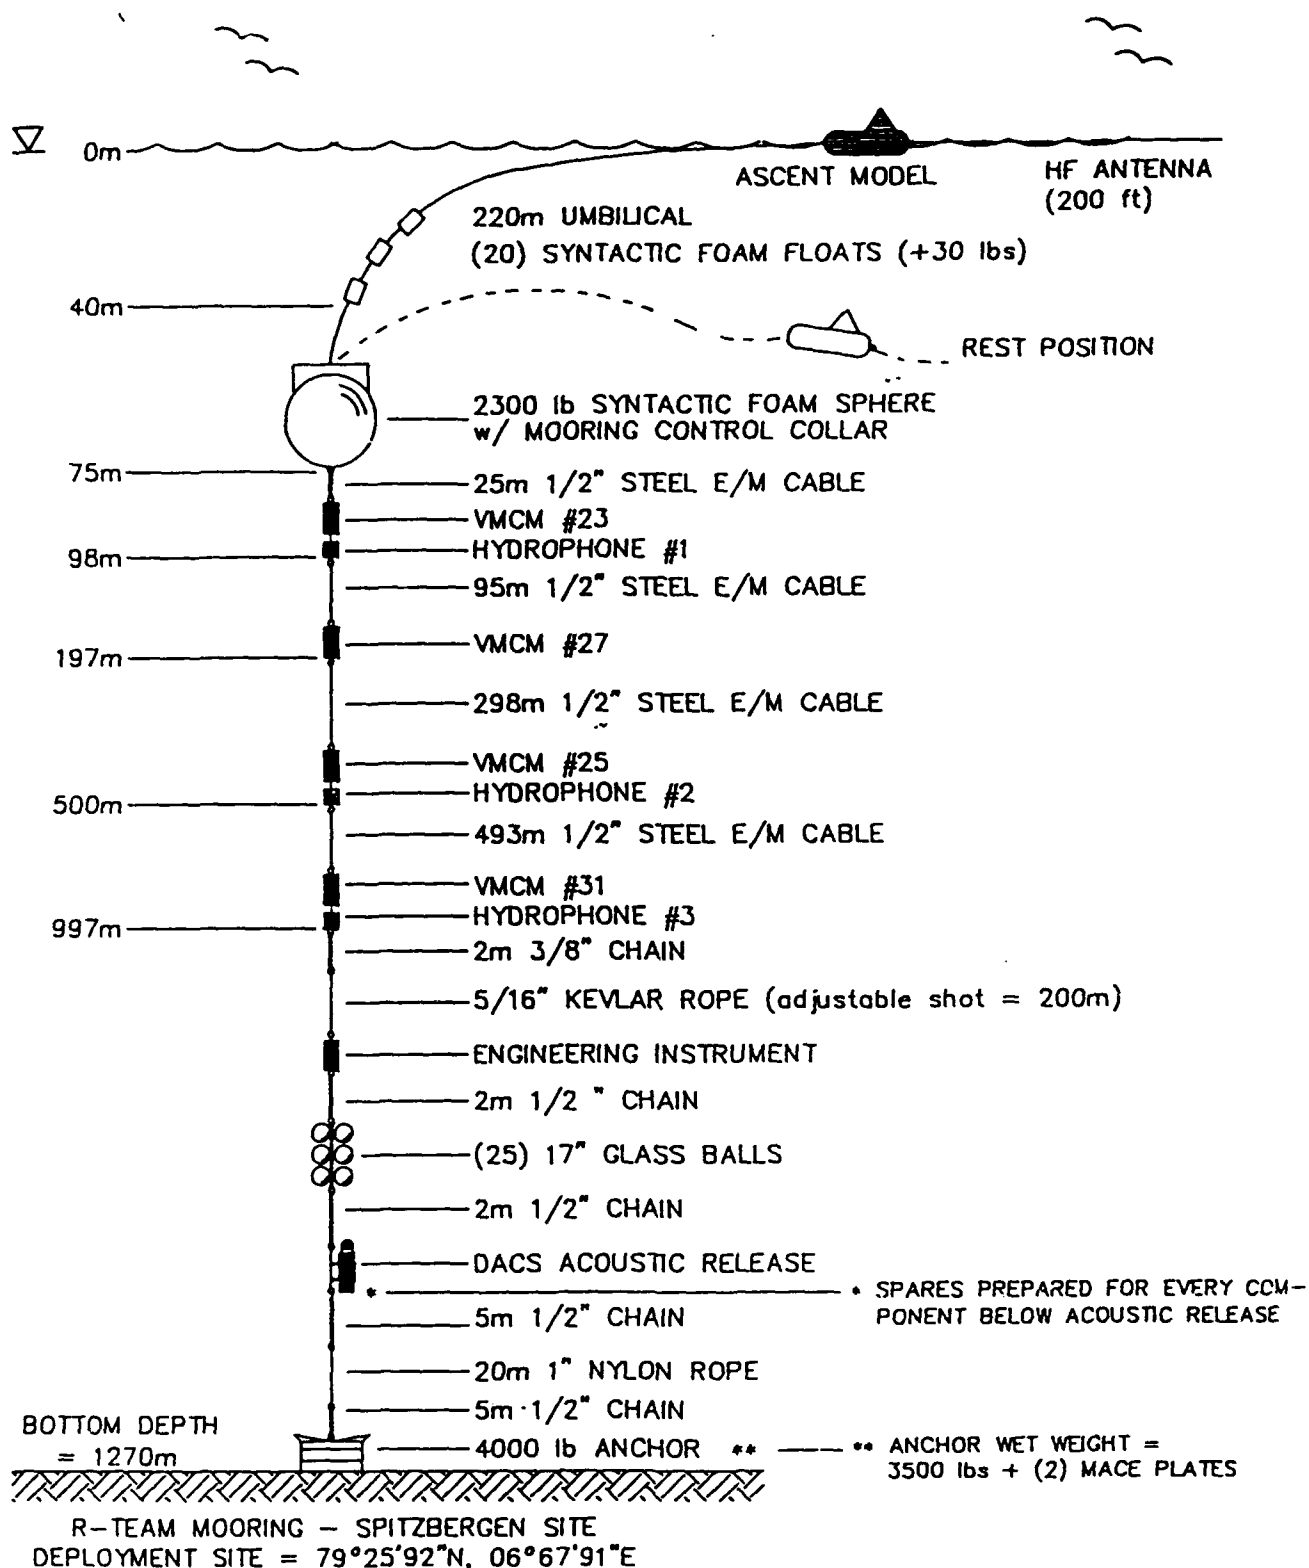 0m
ASCENT MODEL
HF ANTENNA
(200 ft)
220m UMBILICAL
(20) SYNTACTIC FOAM FLOATS (+30 lbs)
40m
REST POSITION
2300 lb SYNTACTIC FOAM SPHERE
w/ MOORING CONTROL COLLAR
75m
25m 1/2" STEEL E/M CABLE
VMCM #23
HYDROPHONE #1
98m
95m 1/2" STEEL E/M CABLE
VMCM #27
197m
298m 1/2" STEEL E/M CABLE
VMCM #25
HYDROPHONE #2
500m
493m 1/2" STEEL E/M CABLE
VMCM #31
HYDROPHONE #3
997m
2m 3/8" CHAIN
5/16" KEVLAR ROPE (adjustable shot = 200m)
ENGINEERING INSTRUMENT
2m 1/2 " CHAIN
(25) 17" GLASS BALLS
2m 1/2" CHAIN
DACS ACOUSTIC RELEASE
* * SPARES PREPARED FOR EVERY COM-
PONENT BELOW ACOUSTIC RELEASE
5m 1/2" CHAIN
20m 1" NYLON ROPE
5m 1/2" CHAIN
BOTTOM DEPTH
= 1270m
4000 lb ANCHOR ** ** ANCHOR WET WEIGHT =
3500 lbs + (2) MACE PLATES
R-TEAM MOORING - SPITZBERGEN SITE
DEPLOYMENT SITE = 79°25'92"N, 06°67'91"E